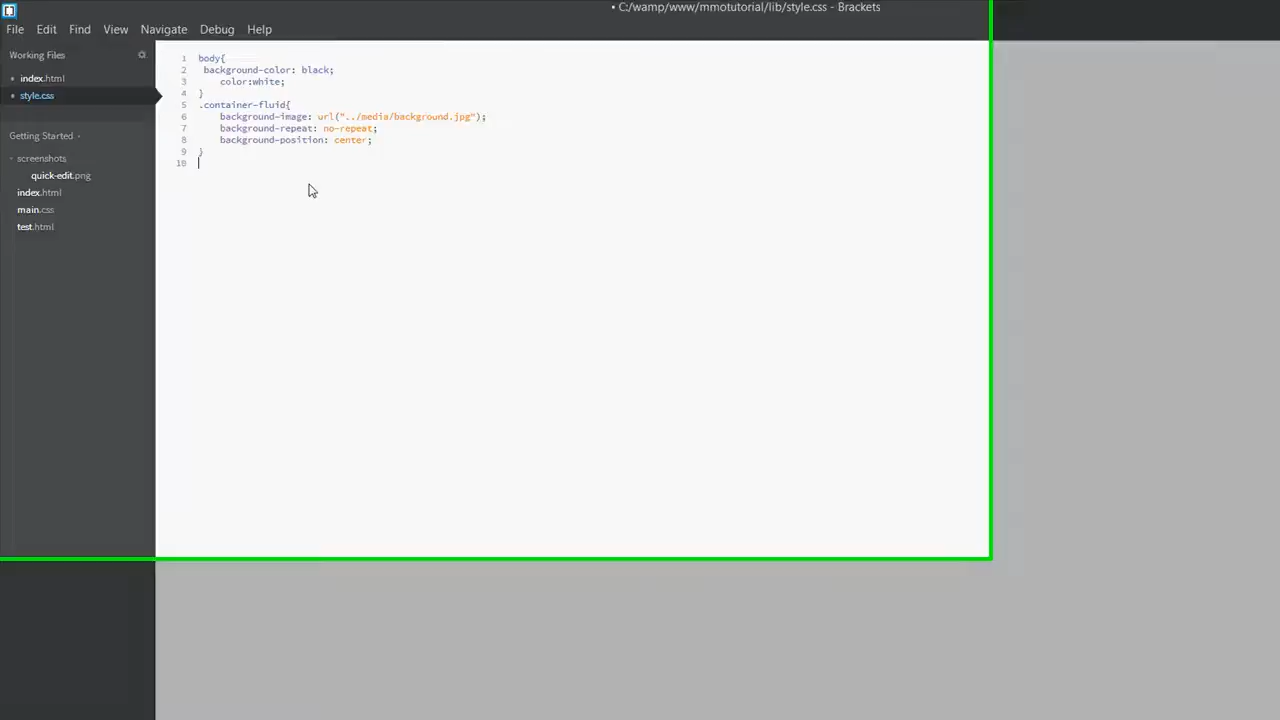 • C:/wamp/www/mmotutorial/lib/style.css - Brackets
File Edit Find View Navigate Debug Help
Working Files
• index.html
• style.css
Getting Started
screenshots
quick-edit.png
index.html
main.css
test.html
1 body{
2 background-color: black;
3 color:white;
4 }
5 .container-fluid{
6 background-image: url("../media/background.jpg");
7 background-repeat: no-repeat;
8 background-position: center;
9 }
10